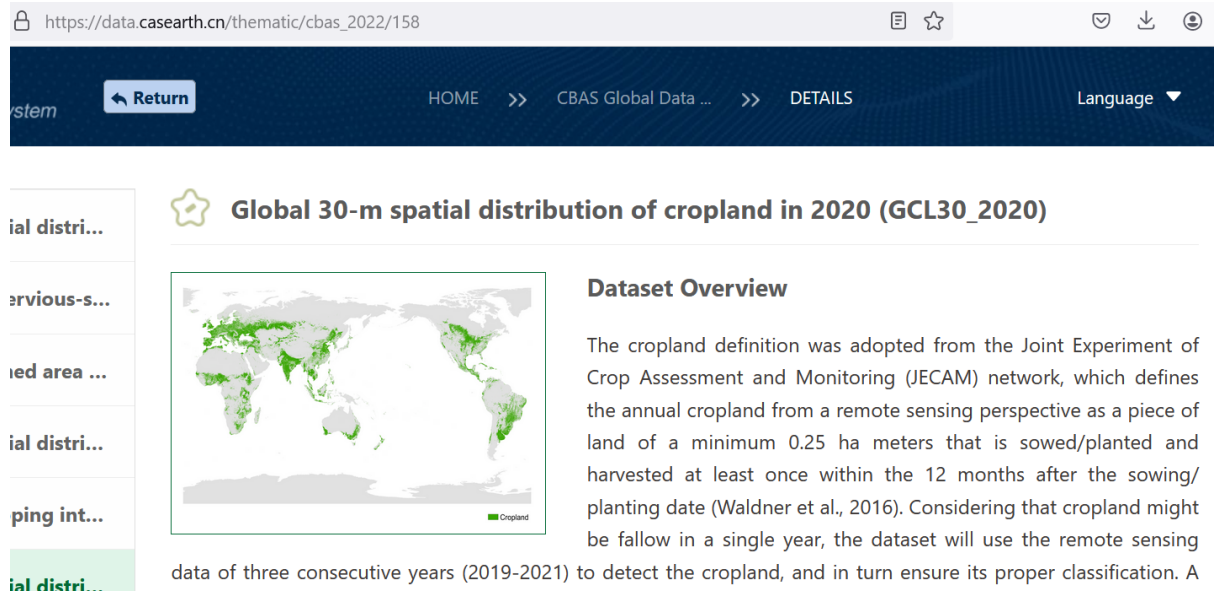 https://data.casearth.cn/thematic/cbas_2022/158
ystem
Return
HOME >> CBAS Global Data ... >> DETAILS
Language
ial distri...
ervious-s...
ned area ...
ial distri...
ping int...
ial distri...
Global 30-m spatial distribution of cropland in 2020 (GCL30_2020)
Cropland
Dataset Overview
The cropland definition was adopted from the Joint Experiment of
Crop Assessment and Monitoring (JECAM) network, which defines
the annual cropland from a remote sensing perspective as a piece of
land of a minimum 0.25 ha meters that is sowed/planted and
harvested at least once within the 12 months after the sowing/
planting date (Waldner et al., 2016). Considering that cropland might
be fallow in a single year, the dataset will use the remote sensing
data of three consecutive years (2019-2021) to detect the cropland, and in turn ensure its proper classification. A